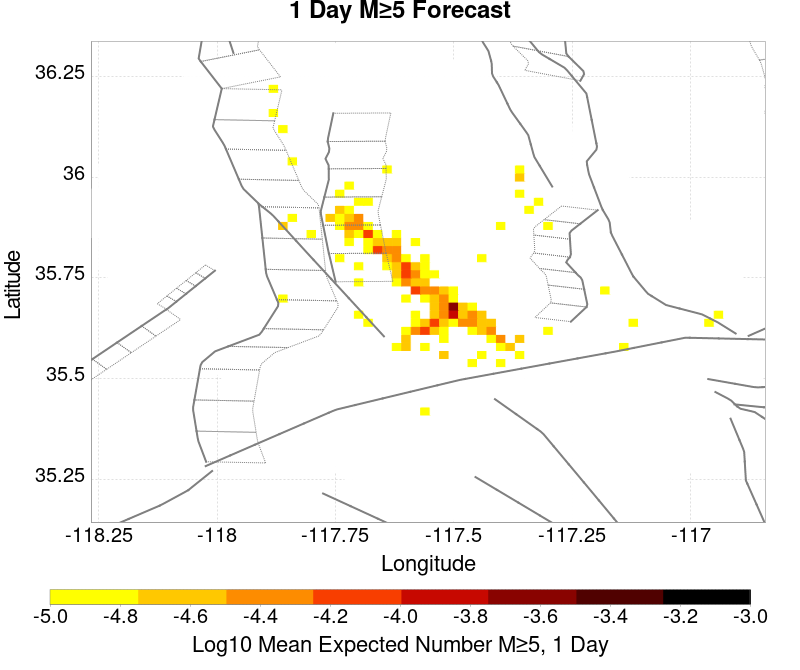 1 Day M≥5 Forecast
36.25
36
35.75
35.5
35.25
Latitude
-118.25 -118 -117.75 -117.5 -117.25 -117
Longitude
-5.0 -4.8 -4.6 -4.4 -4.2 -4.0 -3.8 -3.6 -3.4 -3.2 -3.0
Log10 Mean Expected Number M≥5, 1 Day